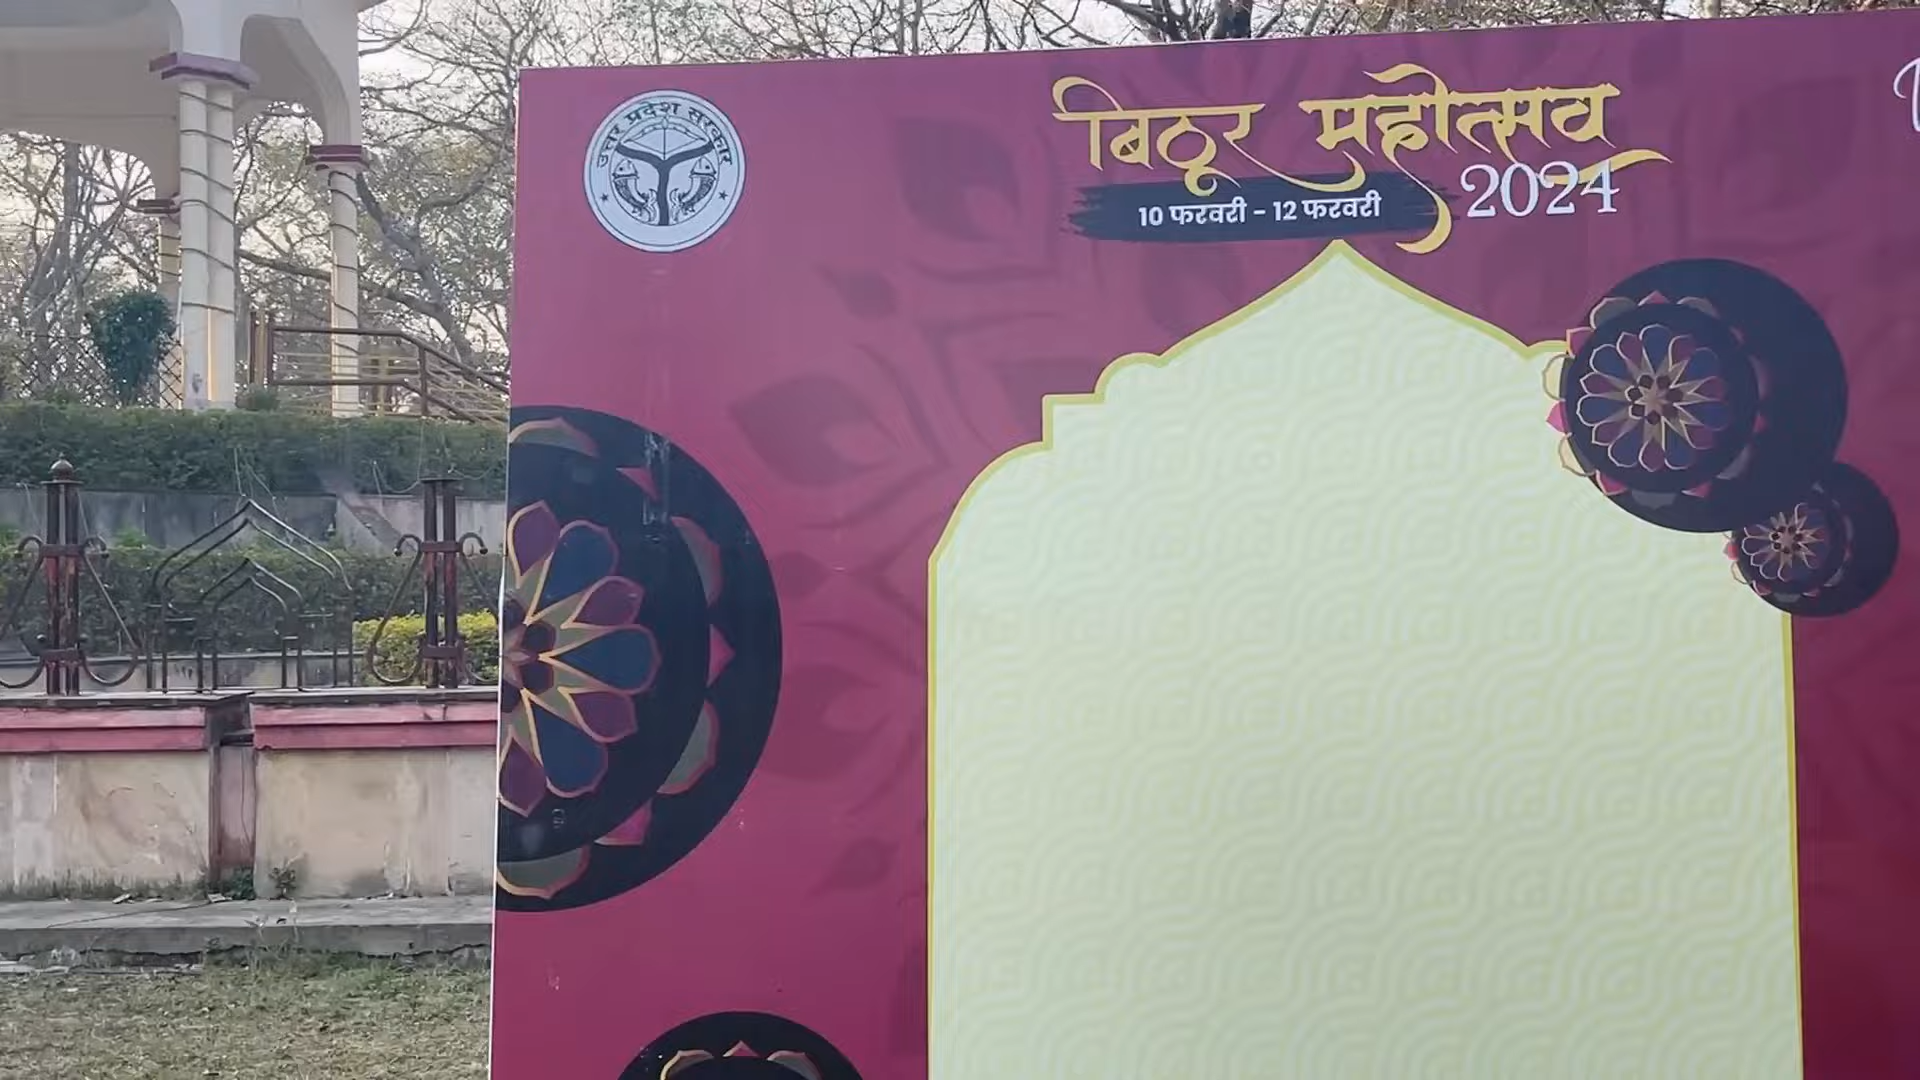 उत्तर प्रदेश सरकार
बिठूर महोत्सव
2024
10 फरवरी - 12 फरवरी